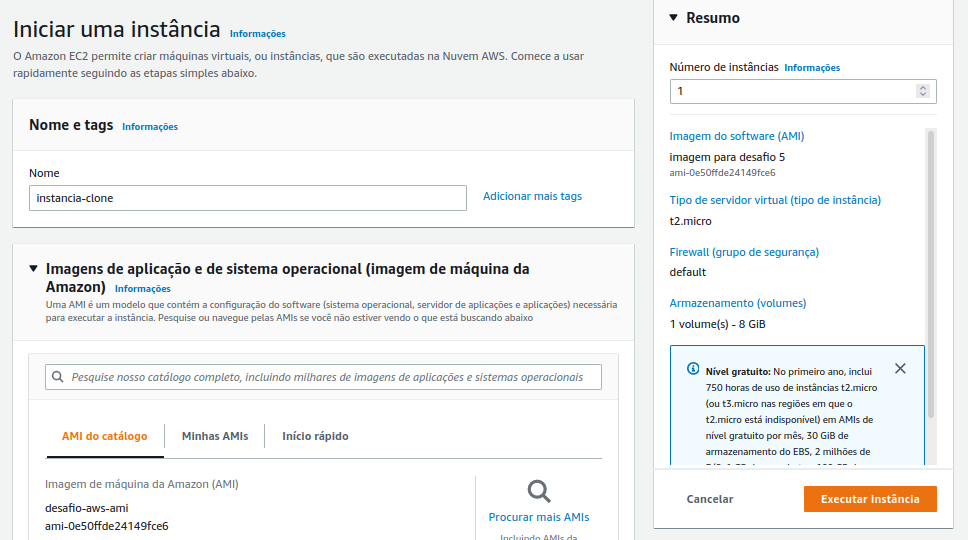 Iniciar uma instância Informações
O Amazon EC2 permite criar máquinas virtuais, ou instâncias, que são executadas na Nuvem AWS. Comece a usar
rapidamente seguindo as etapas simples abaixo.
Nome e tags Informações
Nome
instancia-clone
Adicionar mais tags
Imagens de aplicação e de sistema operacional (imagem de máquina da
Amazon) Informações
Uma AMI é um modelo que contém a configuração do software (sistema operacional, servidor de aplicações e aplicações) necessária
para executar a instância. Pesquise ou navegue pelas AMIs se você não estiver vendo o que está buscando abaixo
Pesquise nosso catálogo completo, incluindo milhares de imagens de aplicações e sistemas operacionais
AMI do catálogo
Minhas AMIs
Início rápido
Imagem de máquina da Amazon (AMI)
desafio-aws-ami
ami-0e50ffde24149fce6
Procurar mais AMIs
Incluindo AMIs da
Resumo
Número de instâncias Informações
1
Imagem do software (AMI)
imagem para desafio 5
ami-0e50ffde24149fce6
Tipo de servidor virtual (tipo de instância)
t2.micro
Firewall (grupo de segurança)
default
Armazenamento (volumes)
1 volume(s) - 8 GiB
Nível gratuito: No primeiro ano, inclui
750 horas de uso de instâncias t2.micro
(ou t3.micro nas regiões em que o
t2.micro está indisponível) em AMIs de
nível gratuito por mês, 30 GiB de
armazenamento do EBS, 2 milhões de
Cancelar
Executar instância